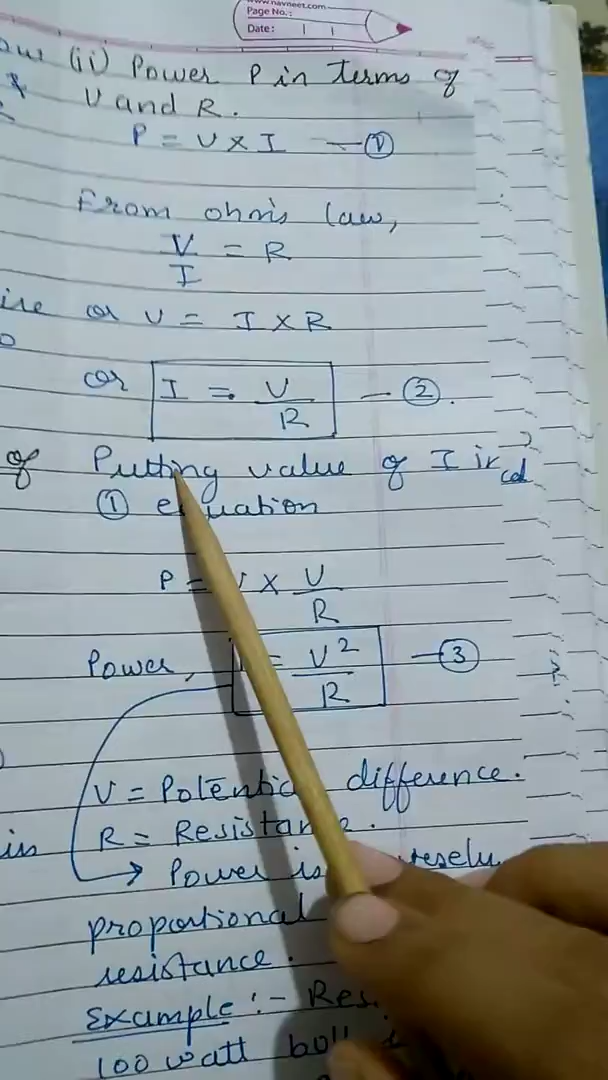 www.navneet.com
Page No.:
Date:
(ii) Power P in terms of
V and R.
P = V × I — ①
From ohm's law,
V/I = R
or V = I × R
or I = V/R — ②.
of Putting value of I in
① equation
P = V × V/R
Power, P = V²/R — ③
V = Potential difference.
R = Resistance.
in
→ Power is
proportional
resistance.
Example :- Res.
100 watt